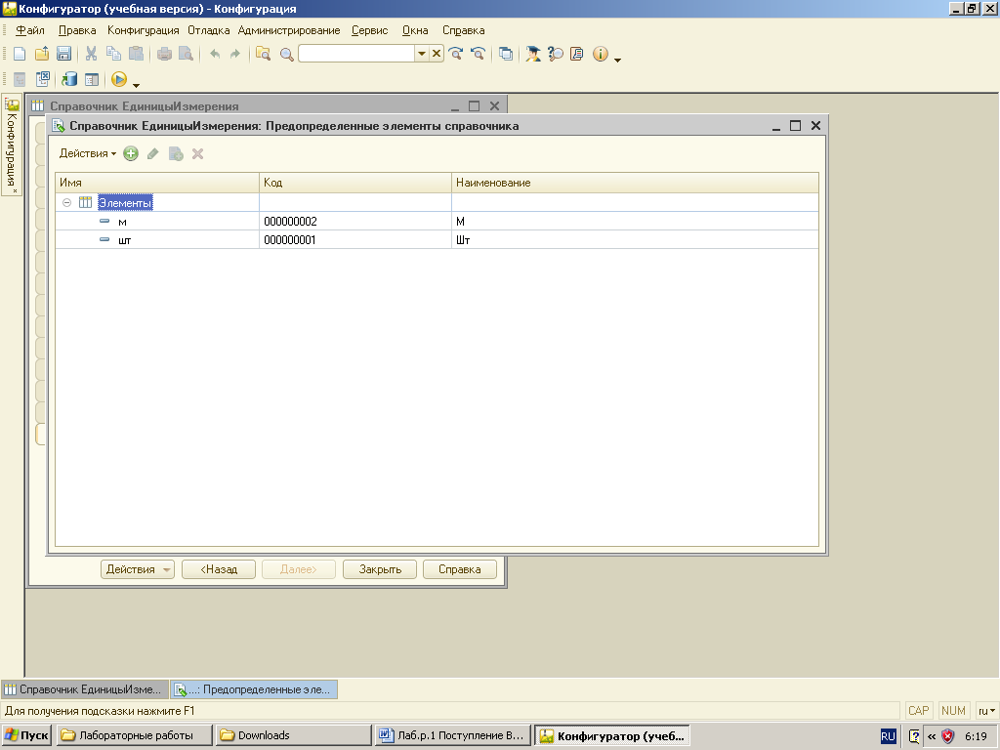 Конфигуратор (учебная версия) - Конфигурация
Файл Правка Конфигурация Отладка Администрирование Сервис Окна Справка
Конфигурация
Справочник ЕдиницыИзмерения
Справочник ЕдиницыИзмерения: Предопределенные элементы справочника
Действия
Имя Код Наименование
Элементы
м 000000002 М
шт 000000001 Шт
Действия <Назад Далее> Закрыть Справка
Справочник ЕдиницыИзме... ...: Предопределенные эле...
Для получения подсказки нажмите F1 CAP NUM ru
Пуск Лабораторные работы Downloads Лаб.р.1 Поступление В... Конфигуратор (учеб... RU « 6:19